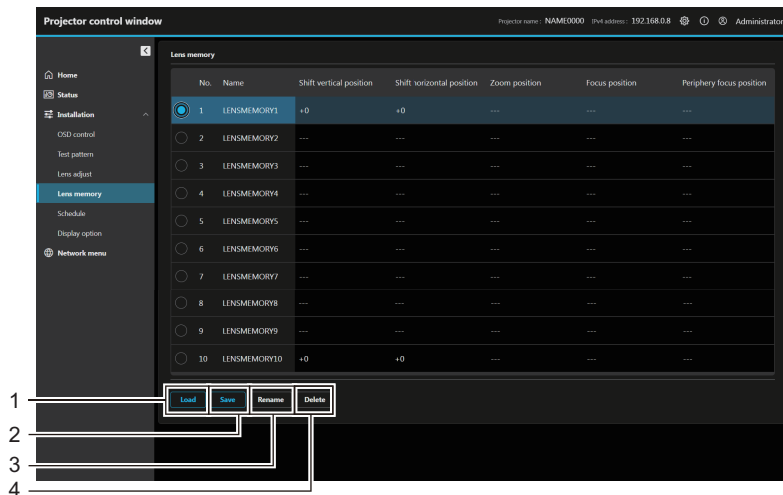 Projector control window
Projector name : NAME0000 IPv4 address : 192.168.0.8 Administrator
Lens memory
Home
Status
Installation
OSD control
Test pattern
Lens adjust
Lens memory
Schedule
Display option
Network menu
No. Name Shift vertical position Shift horizontal position Zoom position Focus position Periphery focus position
1 LENSMEMORY1 +0 +0 --- --- ---
2 LENSMEMORY2 --- --- --- --- ---
3 LENSMEMORY3 --- --- --- --- ---
4 LENSMEMORY4 --- --- --- --- ---
5 LENSMEMORY5 --- --- --- --- ---
6 LENSMEMORY6 --- --- --- --- ---
7 LENSMEMORY7 --- --- --- --- ---
8 LENSMEMORY8 --- --- --- --- ---
9 LENSMEMORY9 --- --- --- --- ---
10 LENSMEMORY10 +0 +0 --- --- ---
Load Save Rename Delete
1
2
3
4